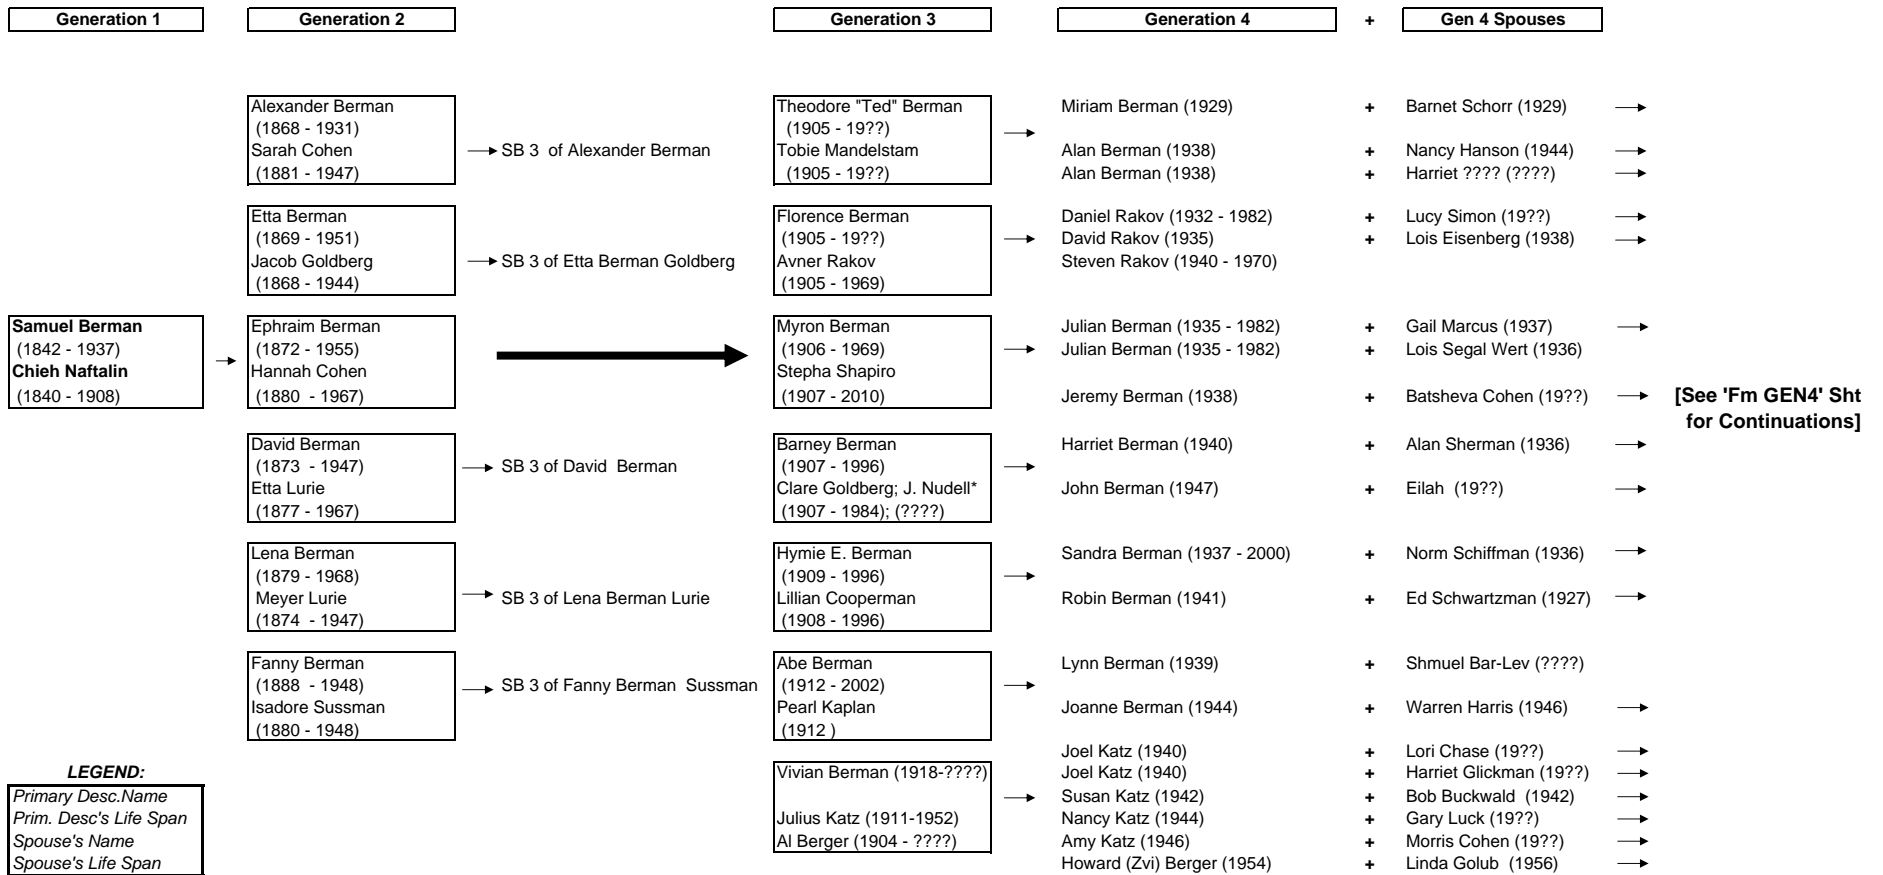 Generation 1
Generation 2
Generation 3
Generation 4
+
Gen 4 Spouses
Samuel Berman
(1842 - 1937)
Chieh Naftalin
(1840 - 1908)
Alexander Berman
(1868 - 1931)
Sarah Cohen
(1881 - 1947)
SB 3 of Alexander Berman
Etta Berman
(1869 - 1951)
Jacob Goldberg
(1868 - 1944)
SB 3 of Etta Berman Goldberg
Ephraim Berman
(1872 - 1955)
Hannah Cohen
(1880 - 1967)
David Berman
(1873 - 1947)
Etta Lurie
(1877 - 1967)
SB 3 of David Berman
Lena Berman
(1879 - 1968)
Meyer Lurie
(1874 - 1947)
SB 3 of Lena Berman Lurie
Fanny Berman
(1888 - 1948)
Isadore Sussman
(1880 - 1948)
SB 3 of Fanny Berman Sussman
Theodore "Ted" Berman
(1905 - 19??)
Tobie Mandelstam
(1905 - 19??)
Miriam Berman (1929) + Barnet Schorr (1929)
Alan Berman (1938) + Nancy Hanson (1944)
Alan Berman (1938) + Harriet ???? (????)
Florence Berman
(1905 - 19??)
Avner Rakov
(1905 - 1969)
Daniel Rakov (1932 - 1982) + Lucy Simon (19??)
David Rakov (1935) + Lois Eisenberg (1938)
Steven Rakov (1940 - 1970)
Myron Berman
(1906 - 1969)
Stepha Shapiro
(1907 - 2010)
Julian Berman (1935 - 1982) + Gail Marcus (1937)
Julian Berman (1935 - 1982) + Lois Segal Wert (1936)
Jeremy Berman (1938) + Batsheva Cohen (19??)
Barney Berman
(1907 - 1996)
Clare Goldberg; J. Nudell*
(1907 - 1984); (????)
Harriet Berman (1940) + Alan Sherman (1936)
John Berman (1947) + Eilah (19??)
Hymie E. Berman
(1909 - 1996)
Lillian Cooperman
(1908 - 1996)
Sandra Berman (1937 - 2000) + Norm Schiffman (1936)
Robin Berman (1941) + Ed Schwartzman (1927)
Abe Berman
(1912 - 2002)
Pearl Kaplan
(1912 )
Lynn Berman (1939) + Shmuel Bar-Lev (????)
Joanne Berman (1944) + Warren Harris (1946)
Vivian Berman (1918-????)
Julius Katz (1911-1952)
Al Berger (1904 - ????)
Joel Katz (1940) + Lori Chase (19??)
Joel Katz (1940) + Harriet Glickman (19??)
Susan Katz (1942) + Bob Buckwald (1942)
Nancy Katz (1944) + Gary Luck (19??)
Amy Katz (1946) + Morris Cohen (19??)
Howard (Zvi) Berger (1954) + Linda Golub (1956)
[See 'Fm GEN4' Sht
for Continuations]
LEGEND:
Primary Desc.Name
Prim. Desc's Life Span
Spouse's Name
Spouse's Life Span